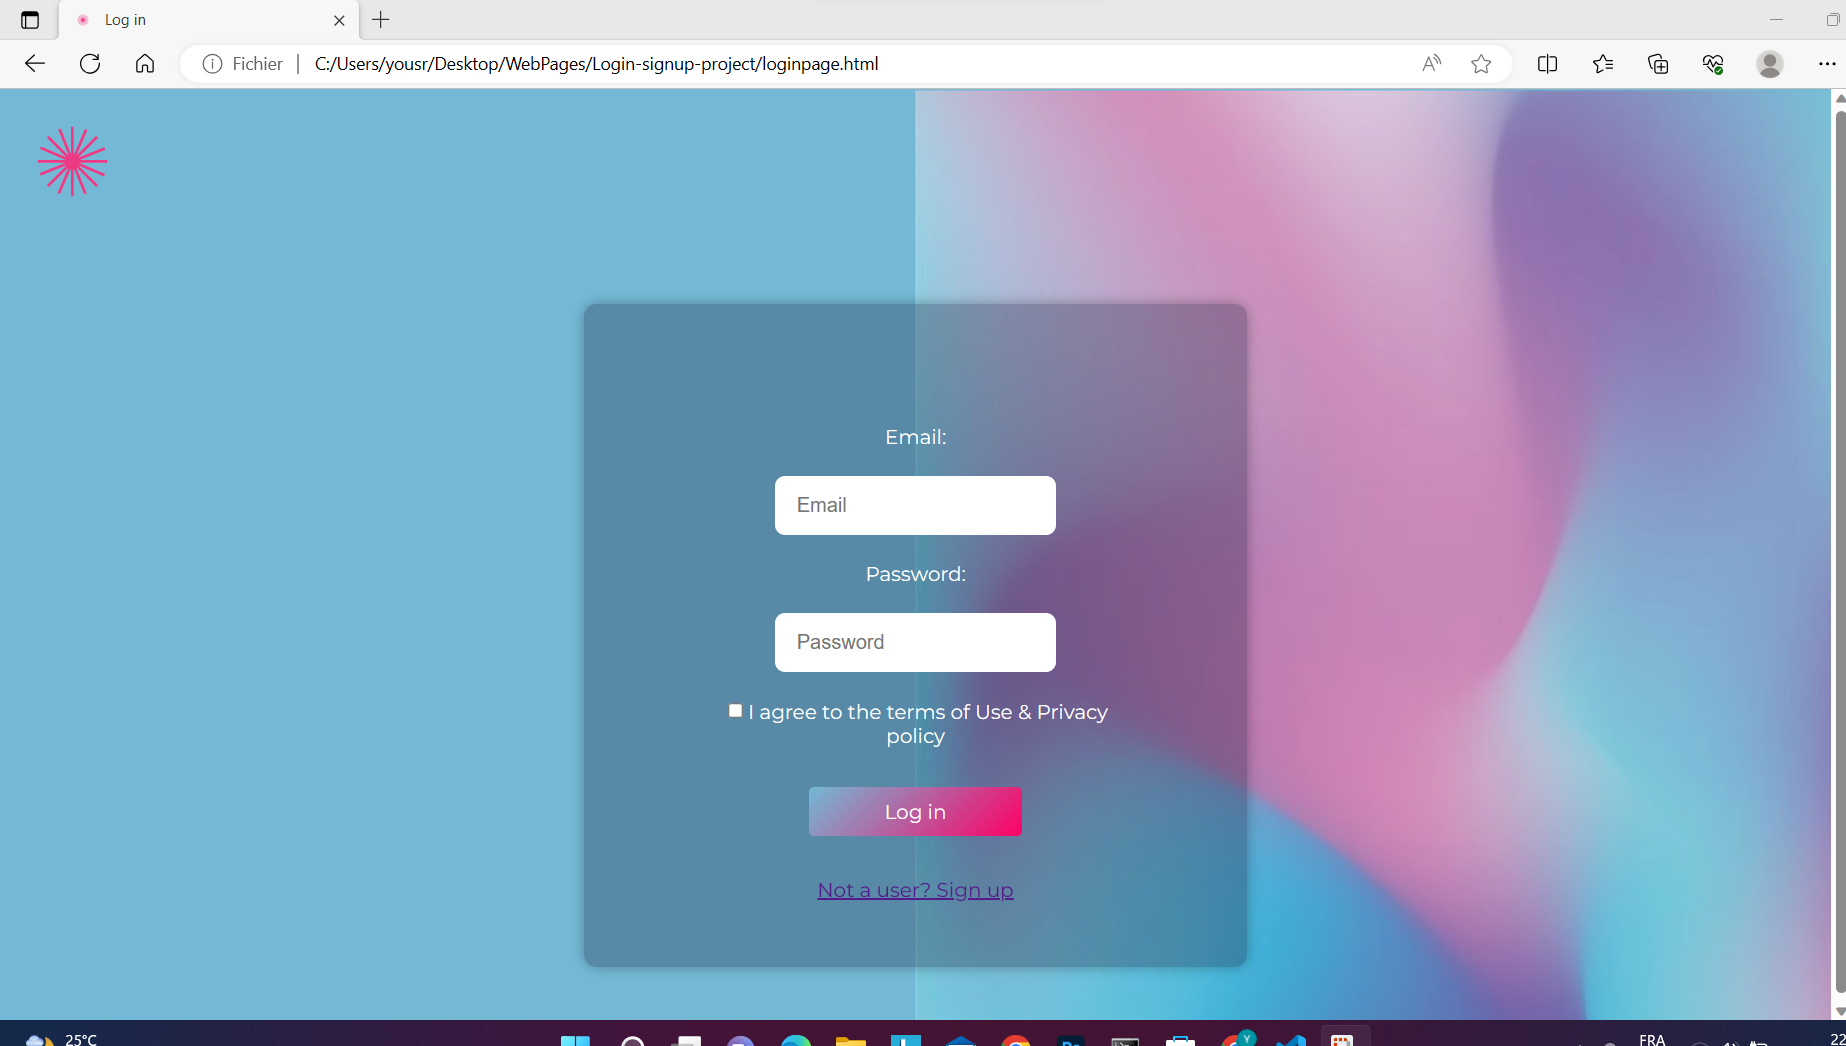 Log in
Fichier
C:/Users/yousr/Desktop/WebPages/Login-signup-project/loginpage.html
Email:
Email
Password:
Password
I agree to the terms of Use & Privacy
policy
Log in
Not a user? Sign up
25°C
FRA
22